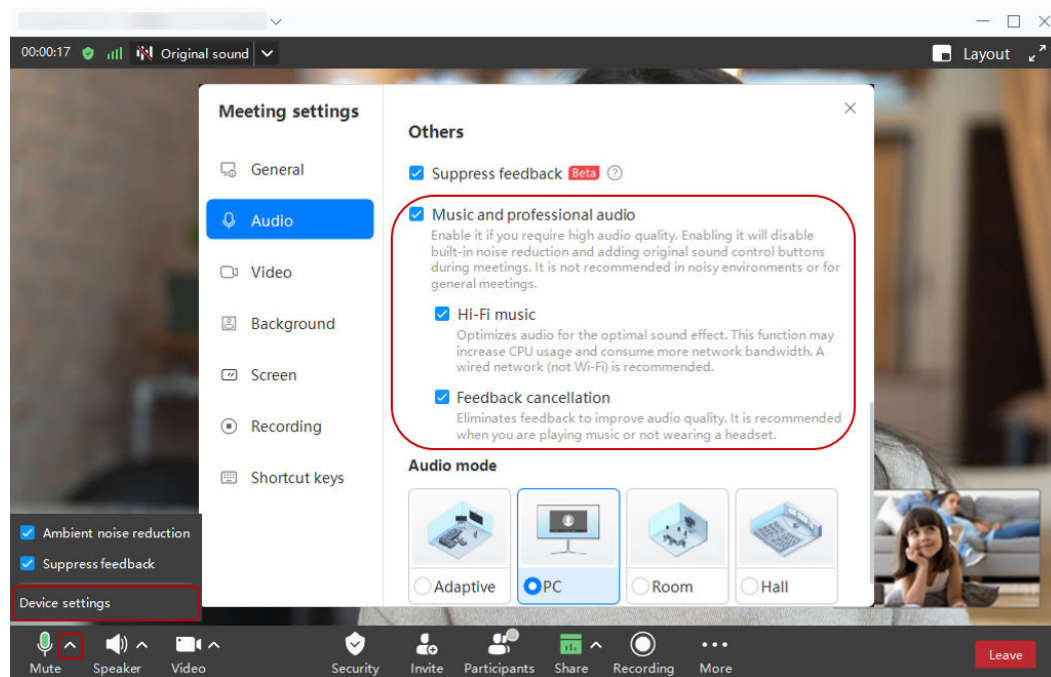 00:00:17 Original sound Layout
Meeting settings
General
Audio
Video
Background
Screen
Recording
Shortcut keys
Others
Suppress feedback Beta ?
Music and professional audio
Enable it if you require high audio quality. Enabling it will disable
built-in noise reduction and adding original sound control buttons
during meetings. It is not recommended in noisy environments or for
general meetings.
Hi-Fi music
Optimizes audio for the optimal sound effect. This function may
increase CPU usage and consume more network bandwidth. A
wired network (not Wi-Fi) is recommended.
Feedback cancellation
Eliminates feedback to improve audio quality. It is recommended
when you are playing music or not wearing a headset.
Audio mode
Adaptive PC Room Hall
Ambient noise reduction
Suppress feedback
Device settings
Mute Speaker Video Security Invite Participants Share Recording More Leave